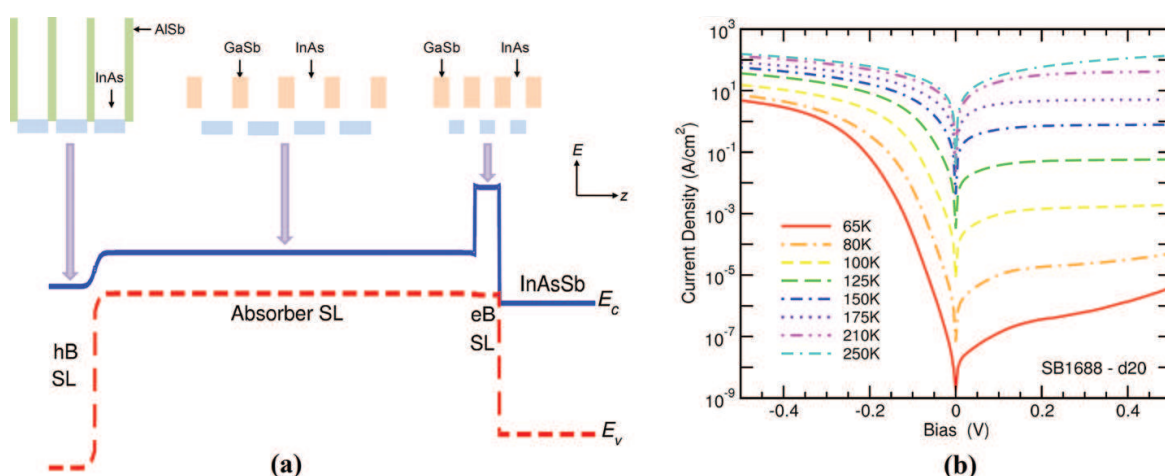 AlSb
InAs
GaSb
InAs
GaSb
InAs
E
z
InAsSb
E_c
Absorber SL
eB
SL
hB
SL
E_v
(a)
10^3
10^1
10^-1
10^-3
10^-5
10^-7
10^-9
Current Density (A/cm^2)
65K
80K
100K
125K
150K
175K
210K
250K
SB1688 - d20
-0.4
-0.2
0
0.2
0.4
Bias (V)
(b)